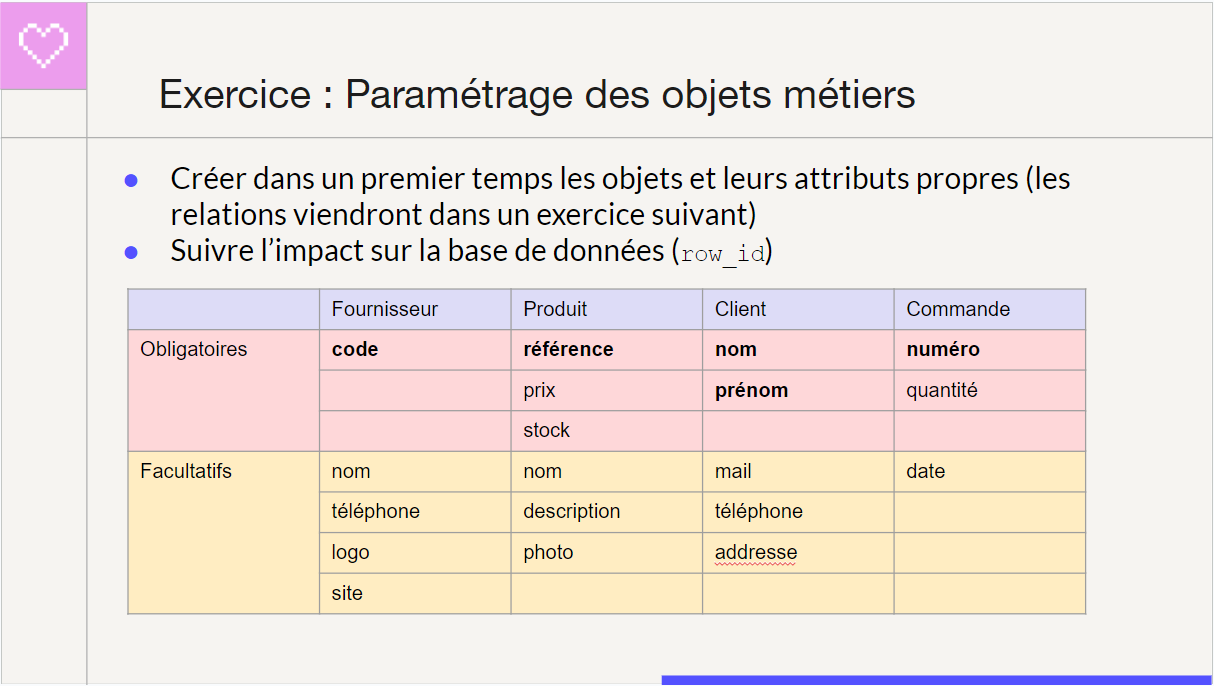 Exercice : Paramétrage des objets métiers
Créer dans un premier temps les objets et leurs attributs propres (les
relations viendront dans un exercice suivant)
Suivre l’impact sur la base de données (row_id)
Fournisseur Produit Client Commande
Obligatoires code référence nom numéro
prix prénom quantité
stock
Facultatifs nom nom mail date
téléphone description téléphone
logo photo addresse
site